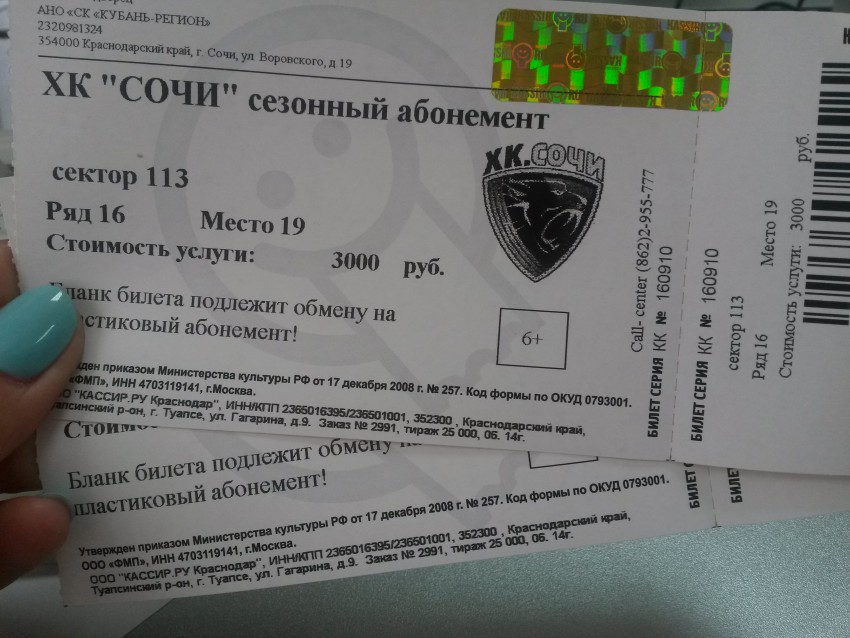 АНО «СК «КУБАНЬ-РЕГИОН»
2320981324
354000 Краснодарский край, г. Сочи, ул. Воровского, д.19
ХК "СОЧИ" сезонный абонемент
сектор 113
Ряд 16 Место 19
Стоимость услуги: 3000 руб.
Бланк билета подлежит обмену на
пластиковый абонемент!
ХК.СОЧИ
6+
приказом Министерства культуры РФ от 17 декабря 2008 г. № 257. Код формы по ОКУД 0793001.
«ФМП», ИНН 4703119141, г.Москва.
"КАССИР.РУ Краснодар", ИНН/КПП 2365016395/236501001, 352300 , Краснодарский край,
Туапсинский р-он, г. Туапсе, ул. Гагарина, д.9. Заказ № 2991, тираж 25 000, 06. 14г.
Call- center (862)2-955-777
БИЛЕТ СЕРИЯ КК № 160910
БИЛЕТ СЕРИЯ КК № 160910
сектор 113
Ряд 16 Место 19
Стоимость услуги: 3000 руб.
Бланк билета подлежит обмену
пластиковый абонемент!
Утвержден приказом Министерства культуры РФ от 17 декабря 2008 г. № 257. Код формы по ОКУД 0793001.
ООО «ФМП», ИНН 4703119141, г.Москва.
ООО "КАССИР.РУ Краснодар", ИНН/КПП 2365016395/236501001, 352300 , Краснодарский край,
Туапсинский р-он, г. Туапсе, ул. Гагарина, д.9. Заказ № 2991, тираж 25 000, 06. 14г.
БИЛЕТ
БИЛЕТ